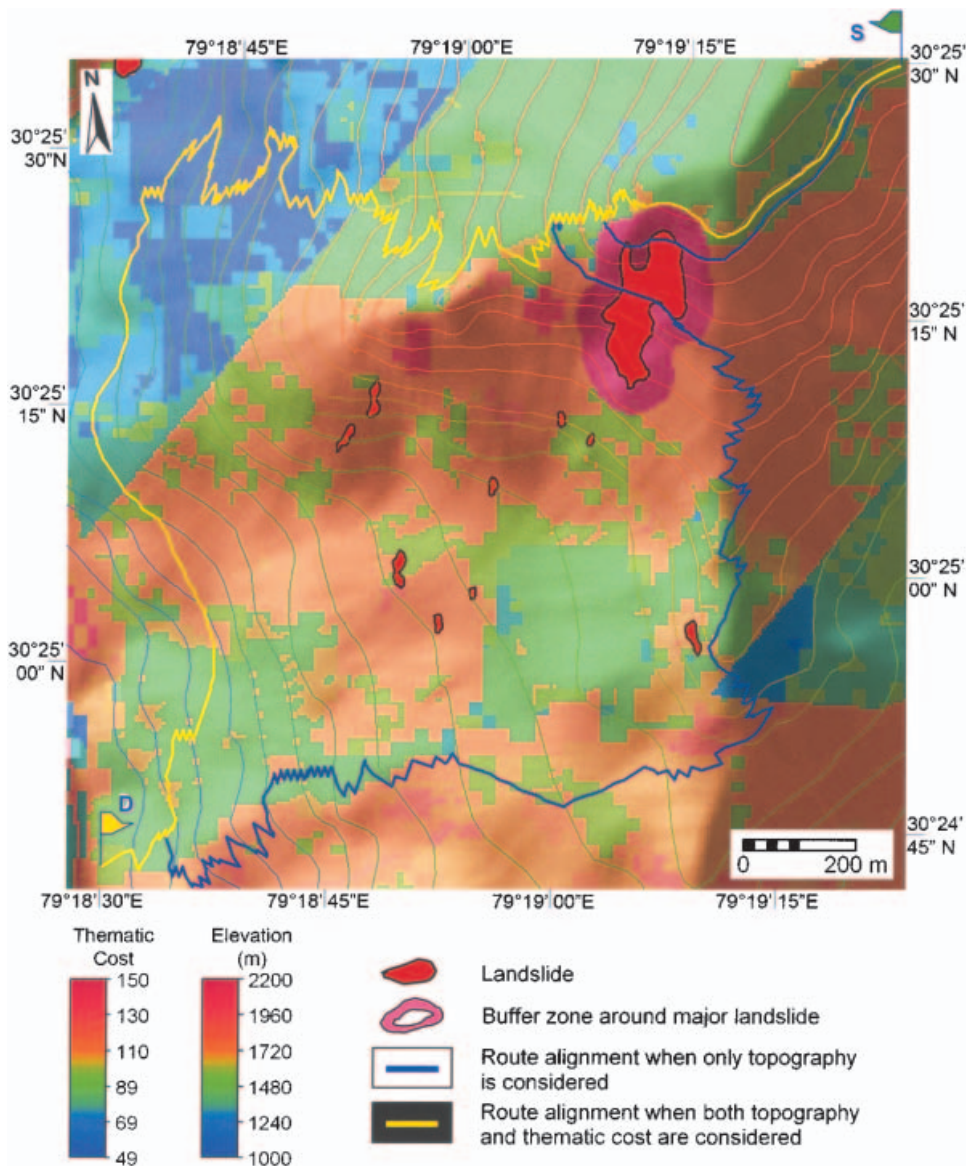 79°18'45"E 79°19'00"E 79°19'15"E
S
N
30°25'
30"N
30°25'
30" N
30°25'
15" N
30°25'
15" N
30°25'
00" N
30°25'
00" N
D
30°24'
45" N
0 200 m
79°18'30"E 79°18'45"E 79°19'00"E 79°19'15"E
Thematic
Cost
150
130
110
89
69
49
Elevation
(m)
2200
1960
1720
1480
1240
1000
Landslide
Buffer zone around major landslide
Route alignment when only topography
is considered
Route alignment when both topography
and thematic cost are considered